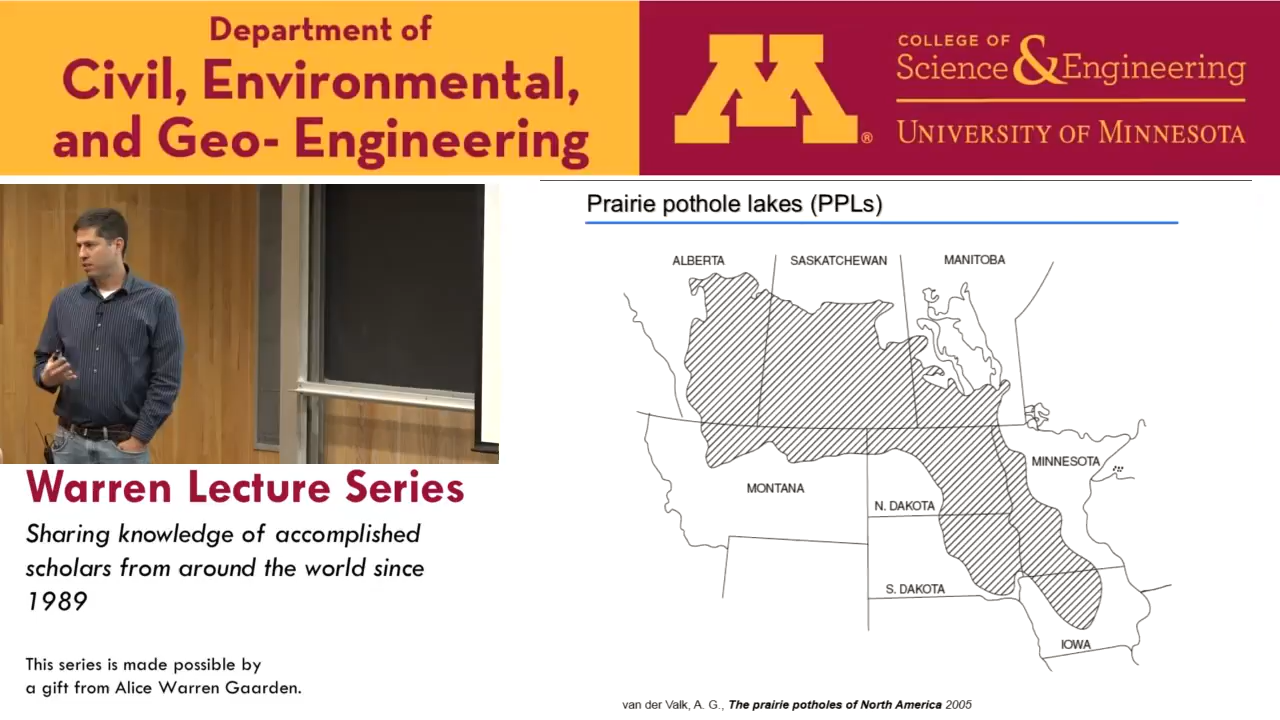 Department of
Civil, Environmental,
and Geo- Engineering
M®
COLLEGE OF
Science & Engineering
UNIVERSITY OF MINNESOTA
Warren Lecture Series
Sharing knowledge of accomplished
scholars from around the world since
1989
This series is made possible by
a gift from Alice Warren Gaarden.
Prairie pothole lakes (PPLs)
ALBERTA
SASKATCHEWAN
MANITOBA
MINNESOTA
MONTANA
N. DAKOTA
S. DAKOTA
IOWA
van der Valk, A. G., The prairie potholes of North America 2005